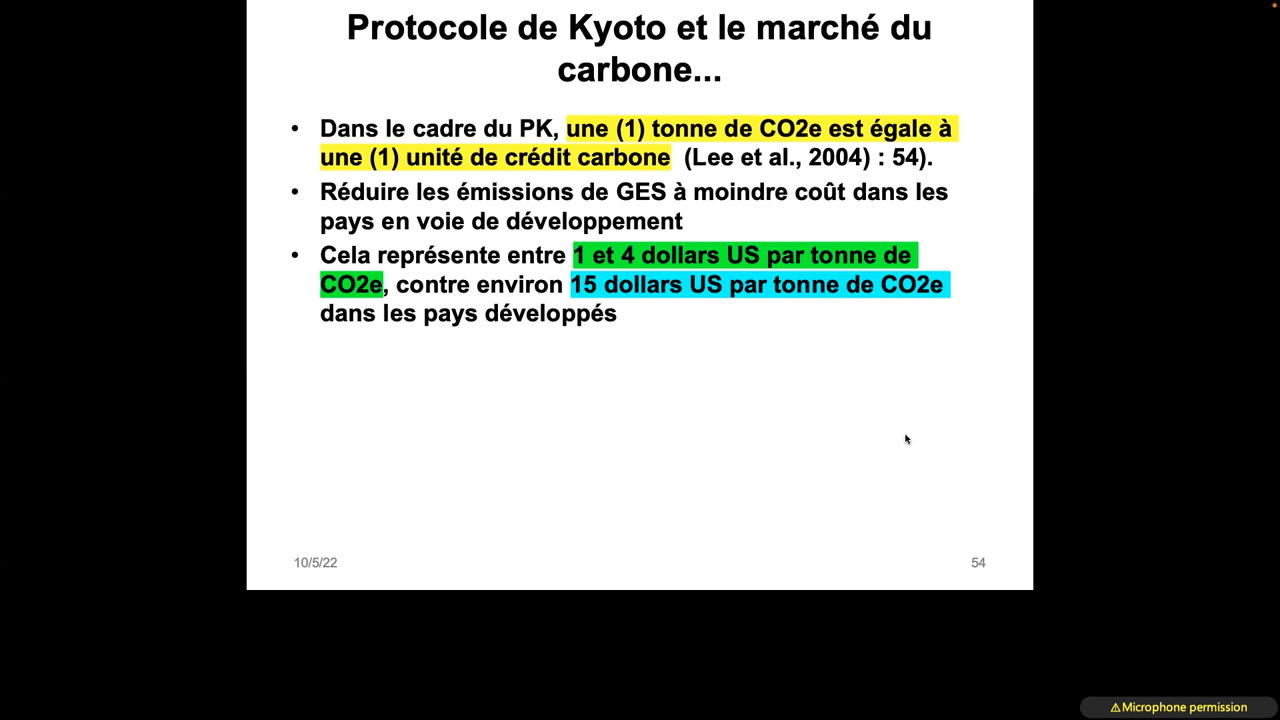 Protocole de Kyoto et le marché du
carbone...
• Dans le cadre du PK, une (1) tonne de CO2e est égale à
une (1) unité de crédit carbone (Lee et al., 2004) : 54).
• Réduire les émissions de GES à moindre coût dans les
pays en voie de développement
• Cela représente entre 1 et 4 dollars US par tonne de
CO2e, contre environ 15 dollars US par tonne de CO2e
dans les pays développés
10/5/22
54
⚠Microphone permission